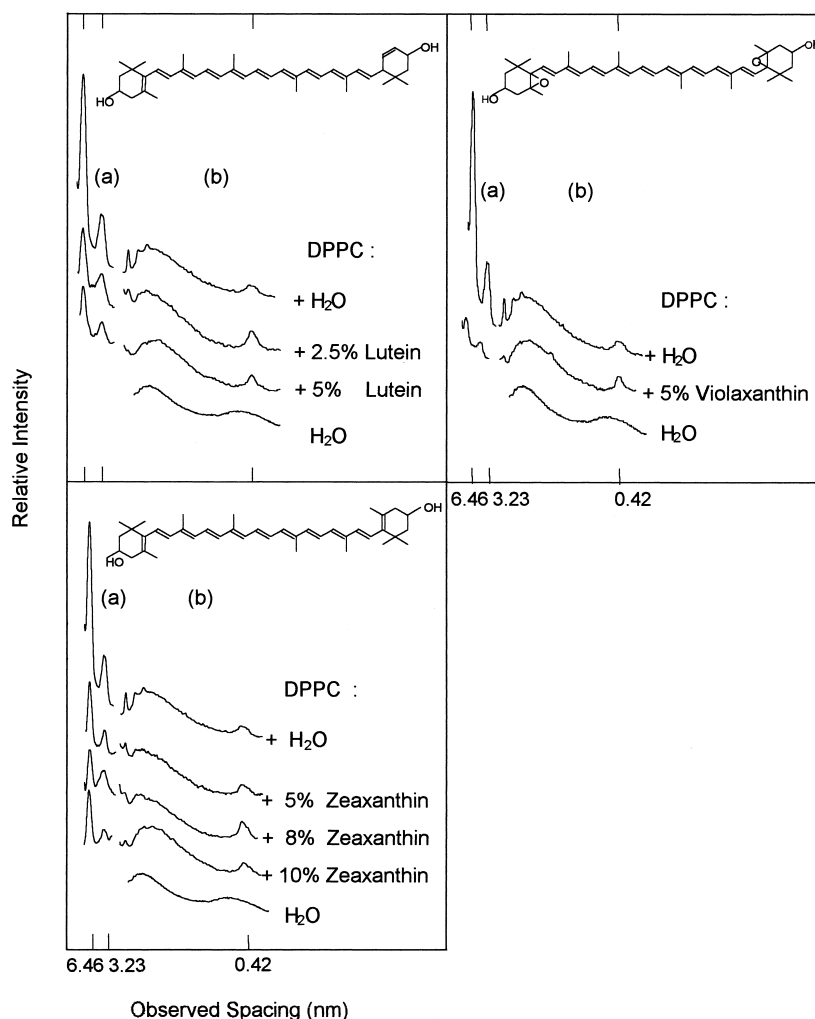 OH
HO
(a) (b)
DPPC :
+ H₂O
+ 2.5% Lutein
+ 5% Lutein
H₂O
OH
O
O
HO
(a) (b)
DPPC :
+ H₂O
+ 5% Violaxanthin
H₂O
6.46 3.23 0.42
Relative Intensity
OH
HO
(a) (b)
DPPC :
+ H₂O
+ 5% Zeaxanthin
+ 8% Zeaxanthin
+ 10% Zeaxanthin
H₂O
6.46 3.23 0.42
Observed Spacing (nm)